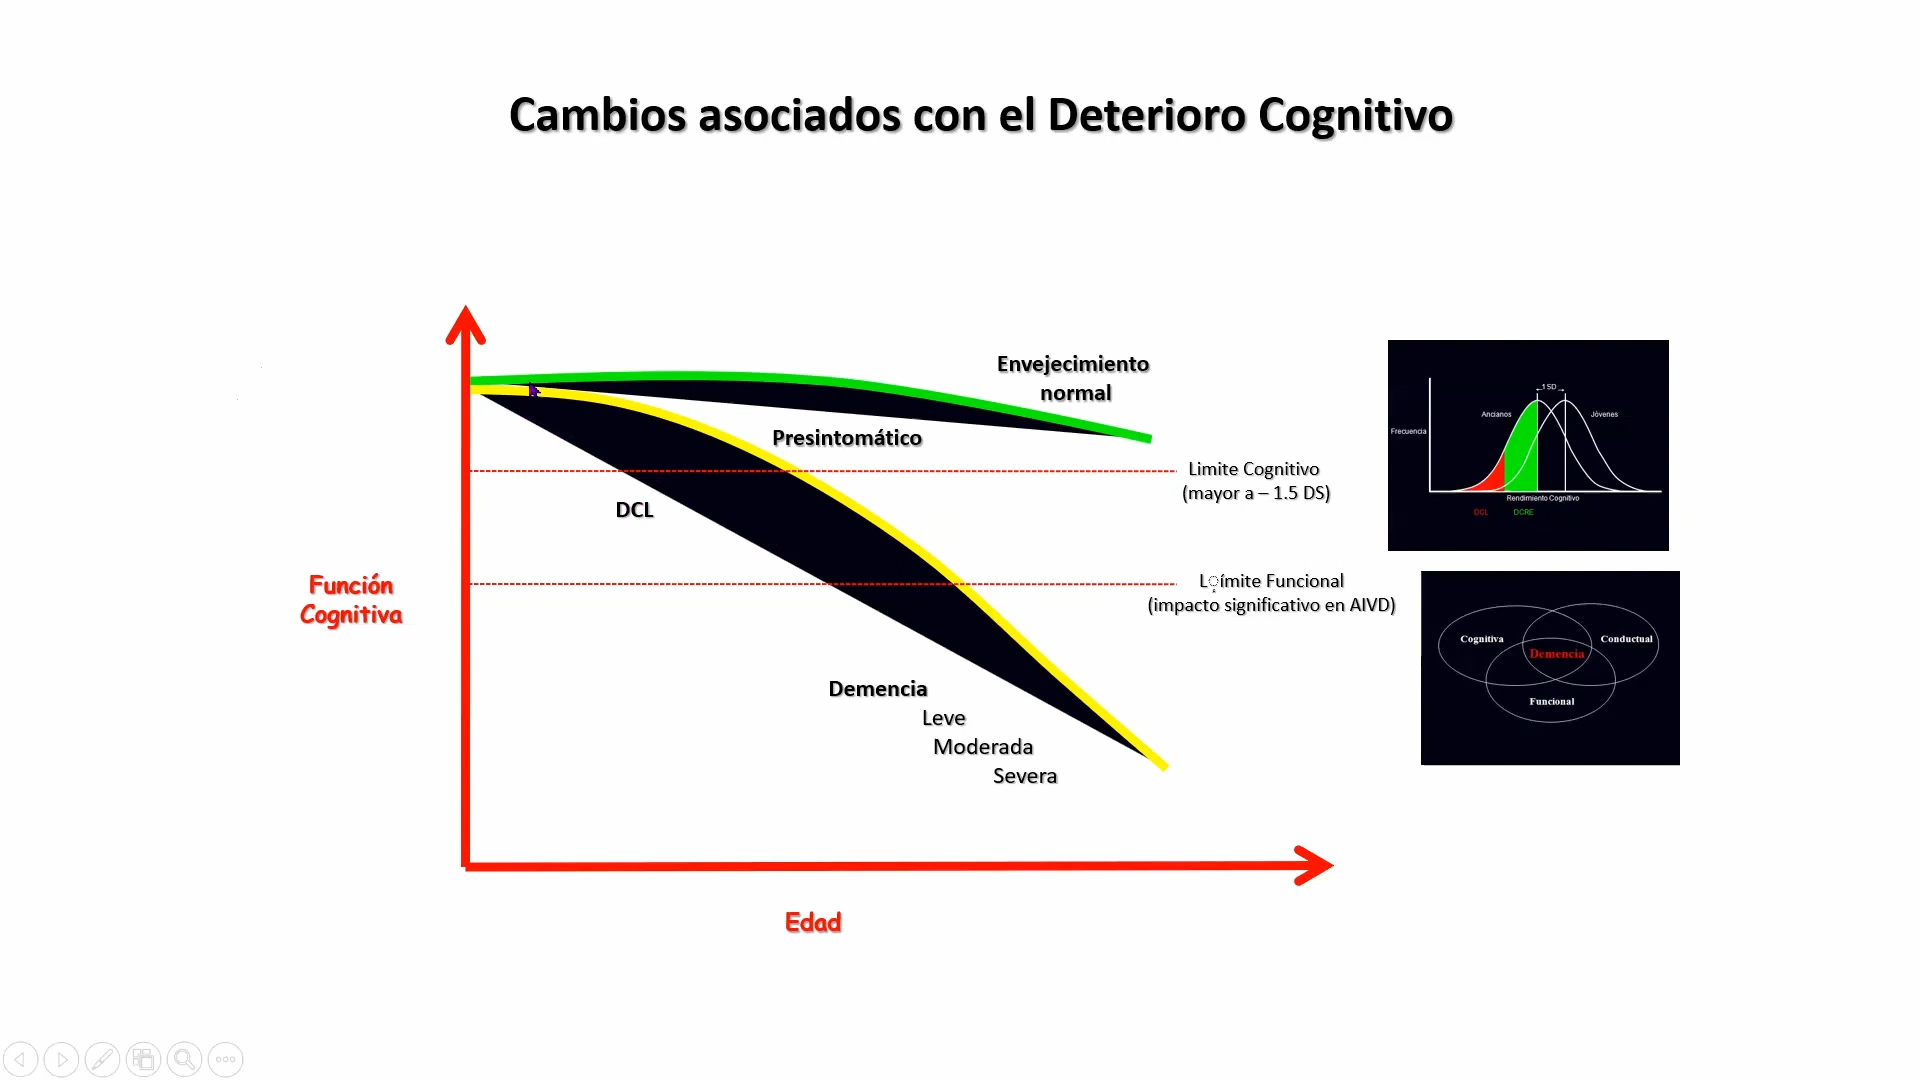 Cambios asociados con el Deterioro Cognitivo
Envejecimiento
normal
Presintomático
Limite Cognitivo
(mayor a – 1.5 DS)
DCL
Función
Cognitiva
L્ímite Funcional
(impacto significativo en AIVD)
Demencia
Leve
Moderada
Severa
Edad
1SD
Ancianos
Jóvenes
Frecuencia
Rendimiento Cognitivo
DCL
DCRE
Cognitiva
Conductual
Demencia
Funcional